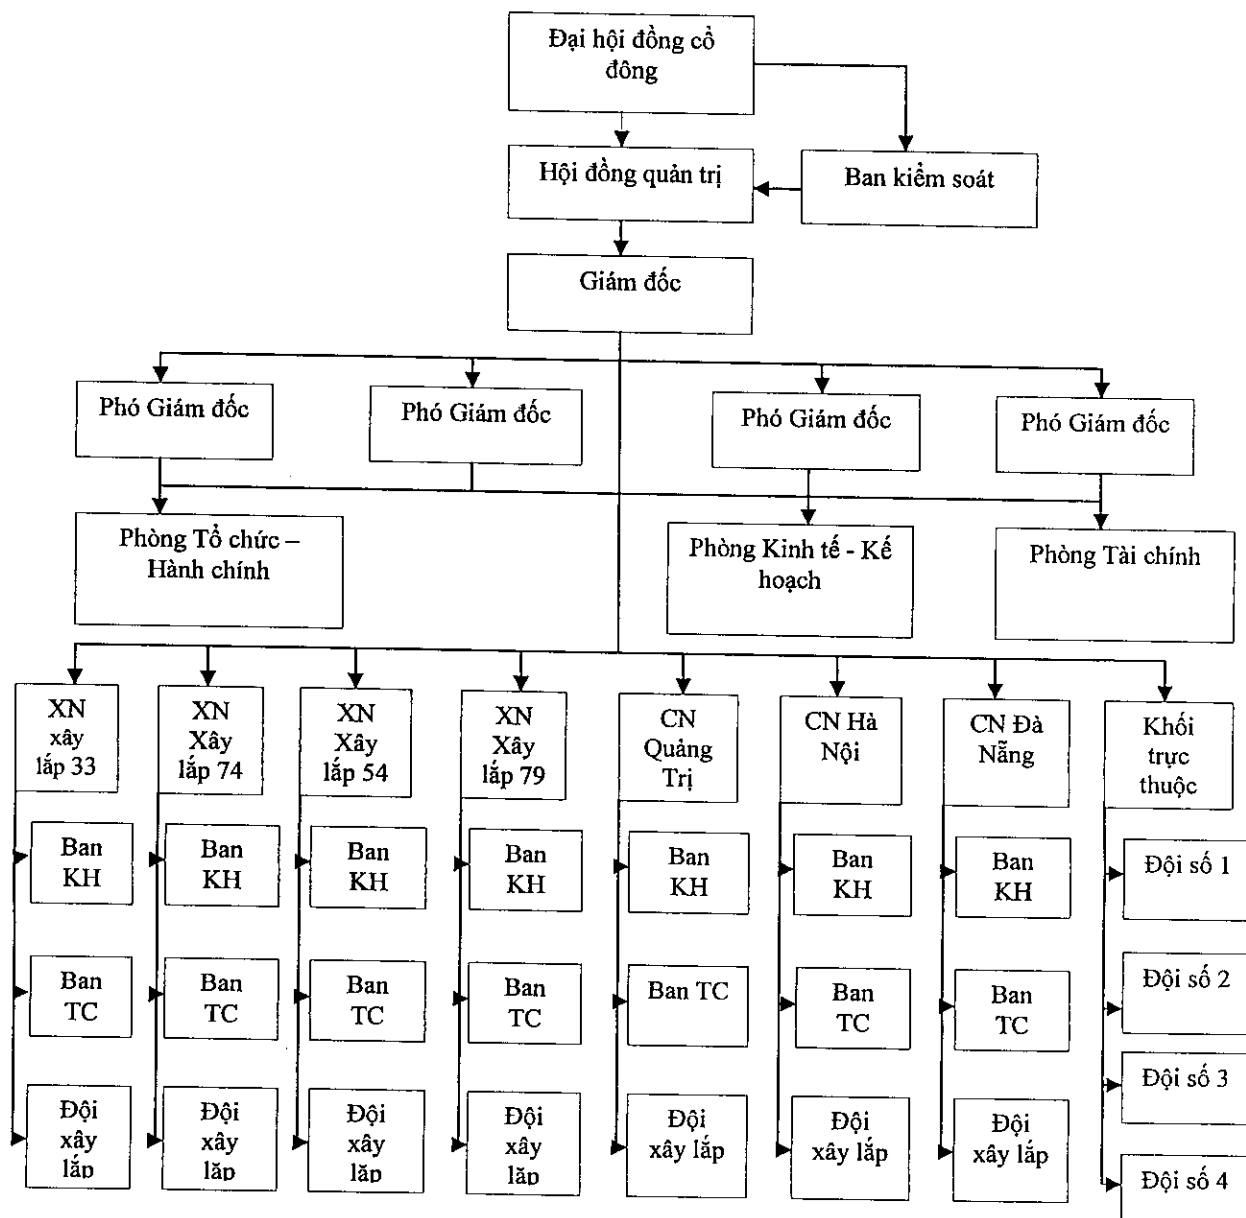 Đại hội đồng cổ
đông
Hội đồng quản trị
Ban kiểm soát
Giám đốc
Phó Giám đốc
Phó Giám đốc
Phó Giám đốc
Phó Giám đốc
Phòng Tổ chức –
Hành chính
Phòng Kinh tế - Kế
hoạch
Phòng Tài chính
XN
xây
lắp 33
XN
Xây
lắp 74
XN
Xây
lắp 54
XN
Xây
lắp 79
CN
Quảng
Trị
CN Hà
Nội
CN Đà
Nẵng
Khối
trực
thuộc
Ban
KH
Ban
KH
Ban
KH
Ban
KH
Ban
KH
Ban
KH
Ban
KH
Đội số 1
Ban
TC
Ban
TC
Ban
TC
Ban
TC
Ban TC
Ban
TC
Ban
TC
Đội số 2
Đội số 3
Đội
xây
lắp
Đội
xây
lắp
Đội
xây
lắp
Đội
xây
lắp
Đội
xây lắp
Đội
xây lắp
Đội
xây lắp
Đội số 4